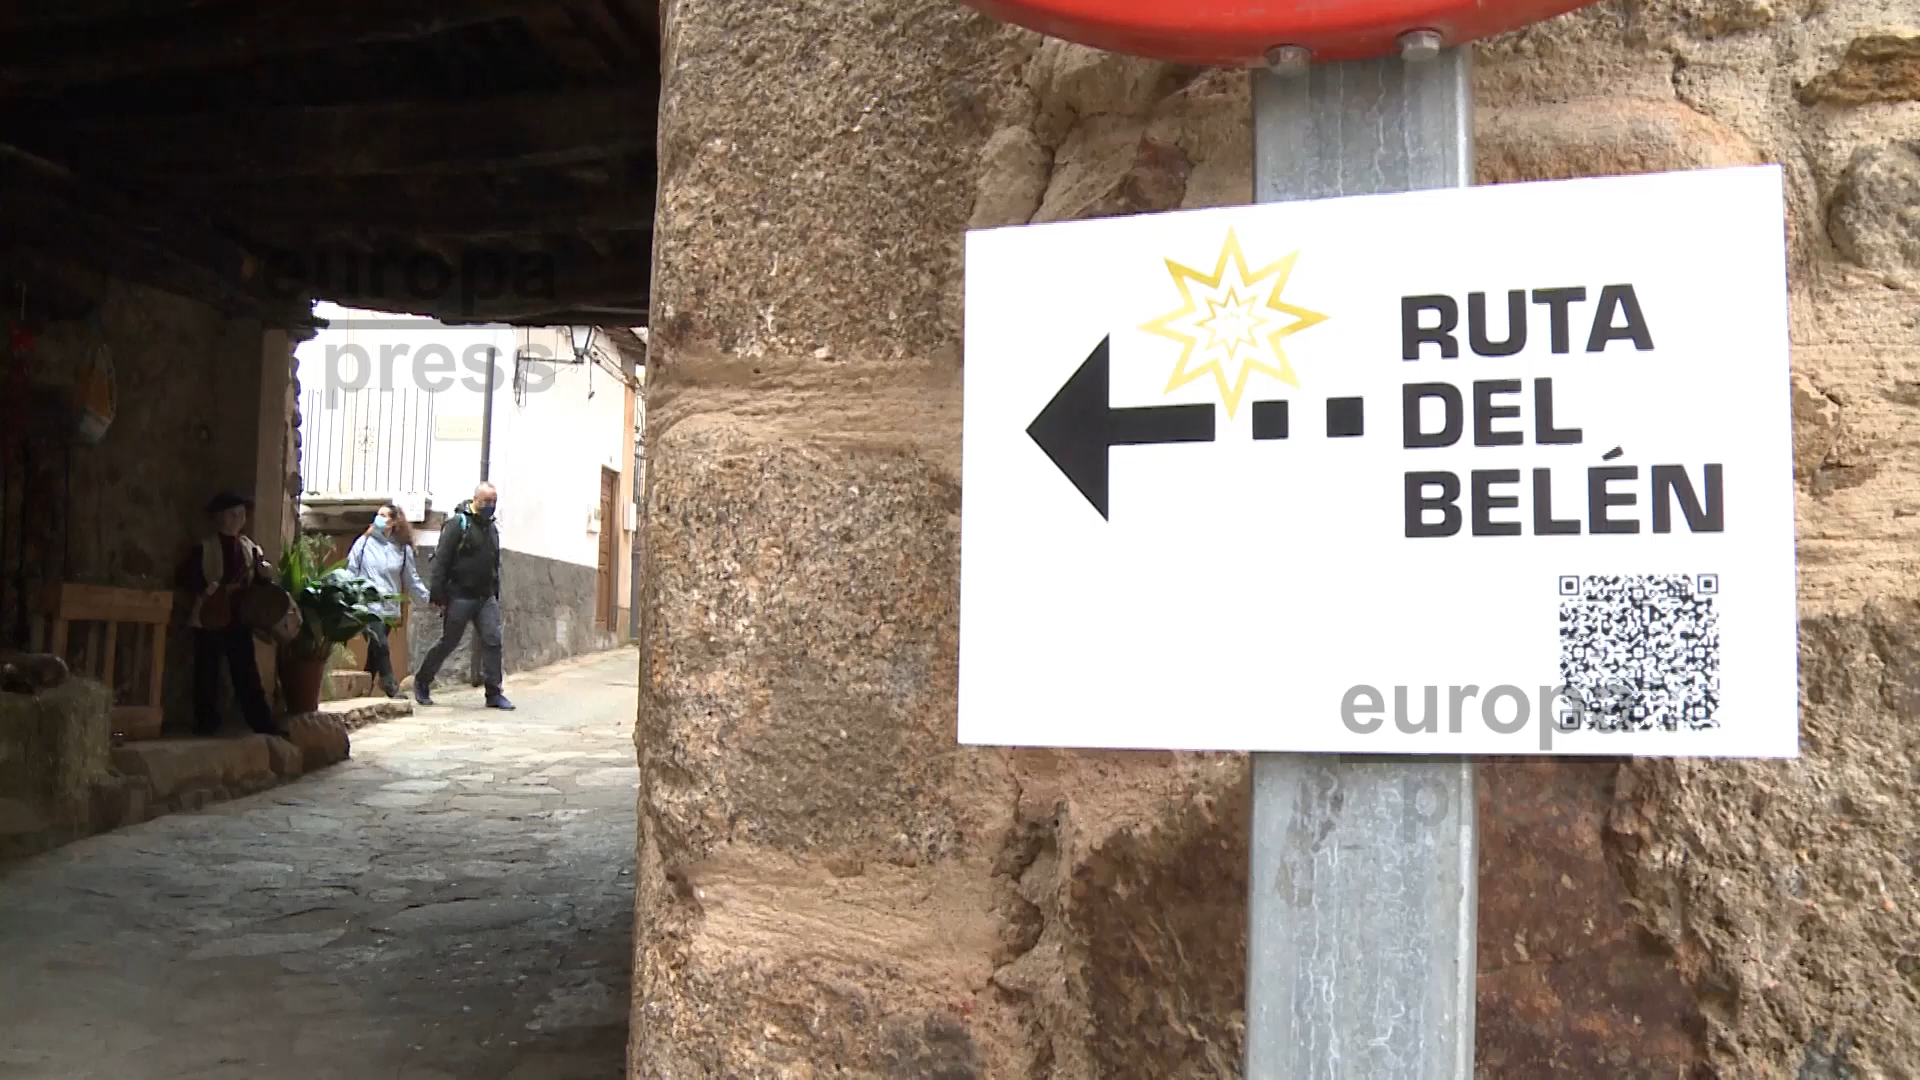 europa
press
RUTA
DEL
BELÉN
europa
p